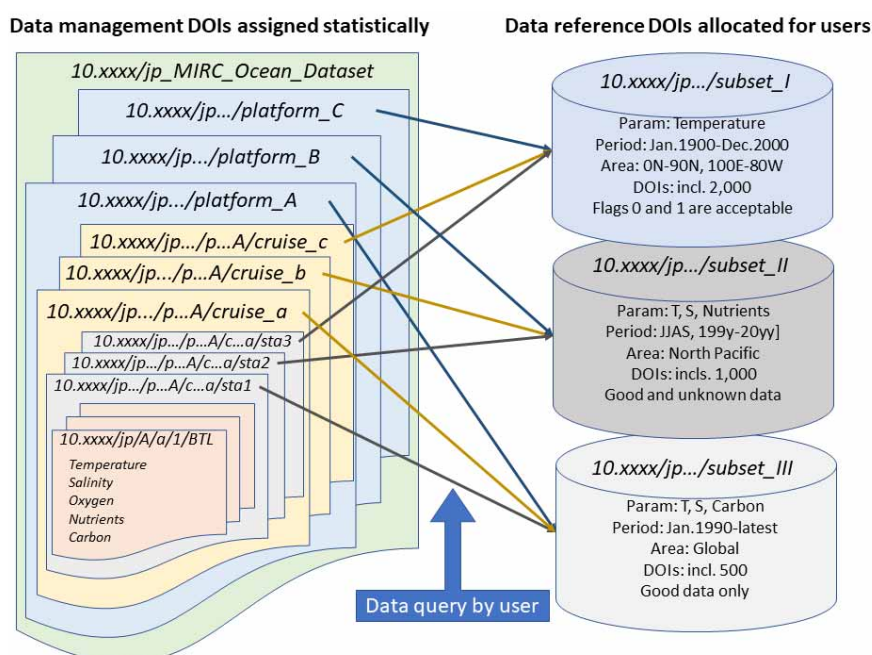 Data management DOIs assigned statistically
10.xxxx/jp_MIRC_Ocean_Dataset
10.xxxx/jp.../platform_C
10.xxxx/jp.../platform_B
10.xxxx/jp.../platform_A
10.xxxx/jp.../p...A/cruise_c
10.xxxx/jp.../p...A/cruise_b
10.xxxx/jp.../p...A/cruise_a
10.xxxx/jp.../p...A/c...a/sta3
10.xxxx/jp.../p...A/c...a/sta2
10.xxxx/jp.../p...A/c...a/sta1
10.xxxx/jp/A/a/1/BTL
Temperature
Salinity
Oxygen
Nutrients
Carbon
Data query by user
Data reference DOIs allocated for users
10.xxxx/jp.../subset_I
Param: Temperature
Period: Jan.1900-Dec.2000
Area: 0N-90N, 100E-80W
DOIs: incl. 2,000
Flags 0 and 1 are acceptable
10.xxxx/jp.../subset_II
Param: T, S, Nutrients
Period: JJAS, 199y-20yy]
Area: North Pacific
DOIs: incls. 1,000
Good and unknown data
10.xxxx/jp.../subset_III
Param: T, S, Carbon
Period: Jan.1990-latest
Area: Global
DOIs: incl. 500
Good data only